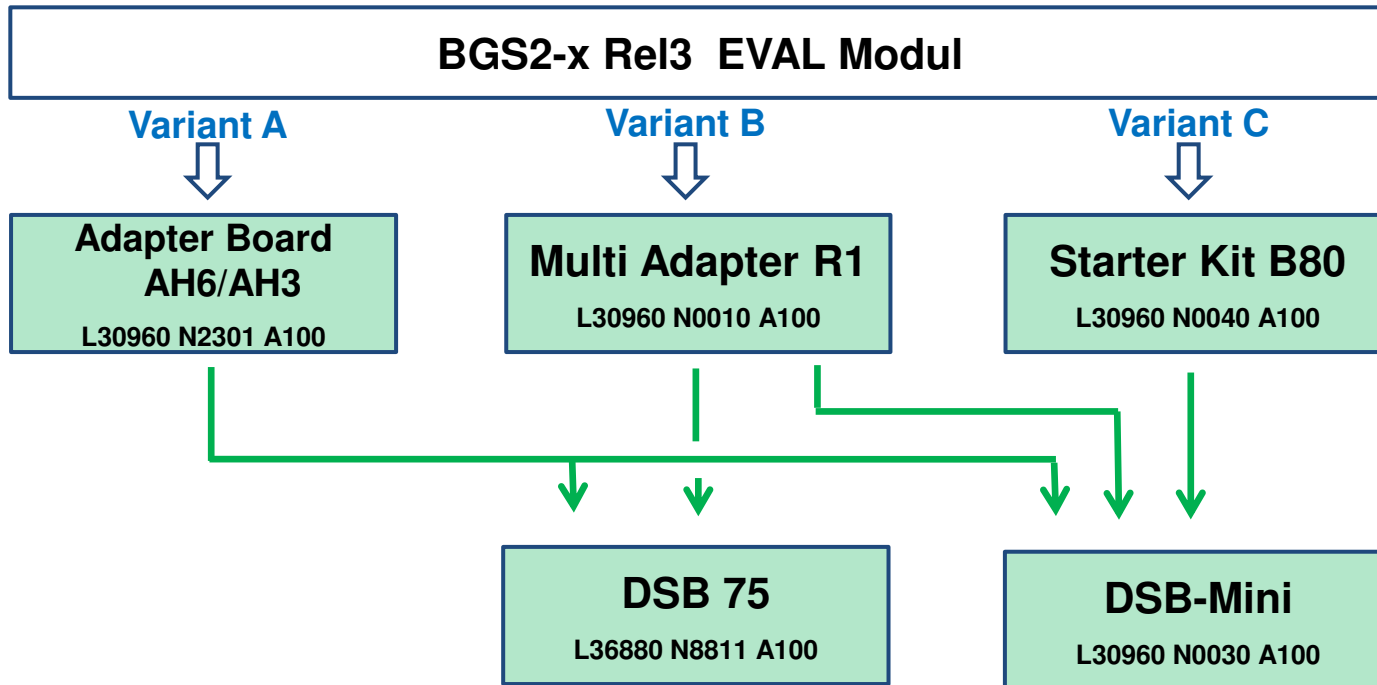 BGS2-x Rel3 EVAL Modul
Variant A
Variant B
Variant C
Adapter Board
AH6/AH3
L30960 N2301 A100
Multi Adapter R1
L30960 N0010 A100
Starter Kit B80
L30960 N0040 A100
DSB 75
L36880 N8811 A100
DSB-Mini
L30960 N0030 A100